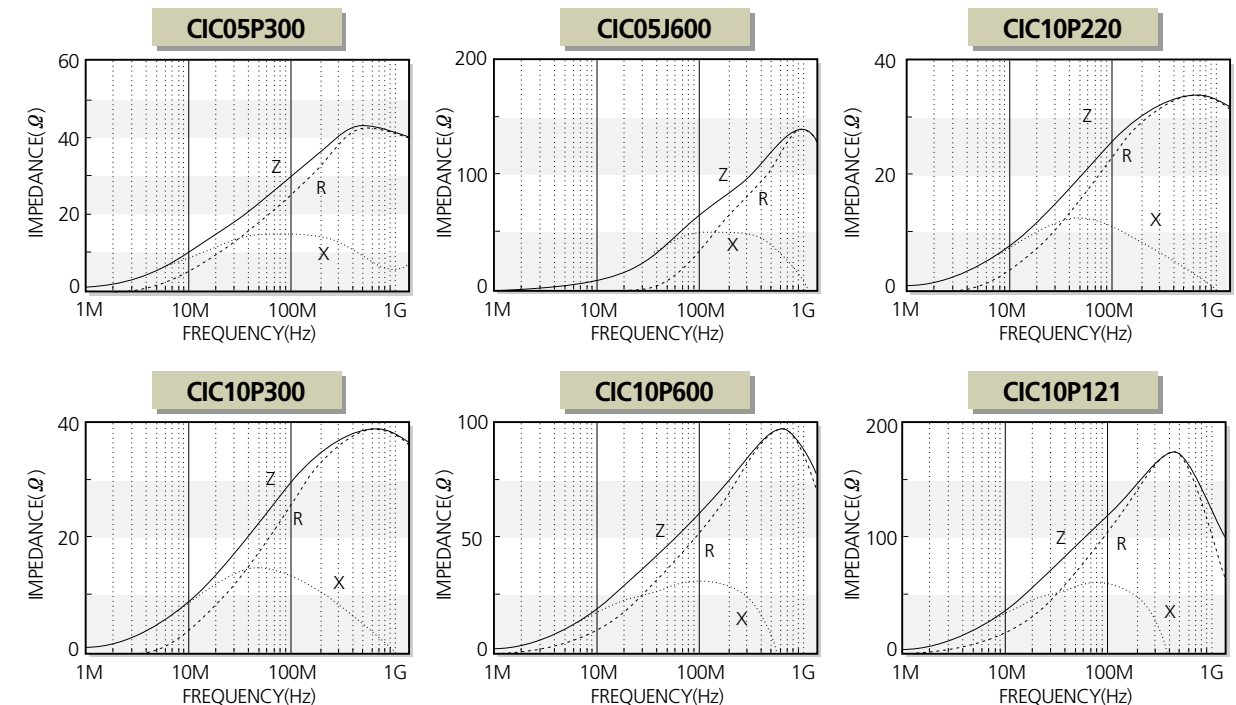 CIC05P300
60
40
20
0
IMPEDANCE(Ω)
Z
R
X
1M 10M 100M 1G
FREQUENCY(Hz)
CIC05J600
200
100
0
IMPEDANCE(Ω)
Z
R
X
1M 10M 100M 1G
FREQUENCY(Hz)
CIC10P220
40
20
0
IMPEDANCE(Ω)
Z
R
X
1M 10M 100M 1G
FREQUENCY(Hz)
CIC10P300
40
20
0
IMPEDANCE(Ω)
Z
R
X
1M 10M 100M 1G
FREQUENCY(Hz)
CIC10P600
100
50
0
IMPEDANCE(Ω)
Z
R
X
1M 10M 100M 1G
FREQUENCY(Hz)
CIC10P121
200
100
0
IMPEDANCE(Ω)
Z
R
X
1M 10M 100M 1G
FREQUENCY(Hz)